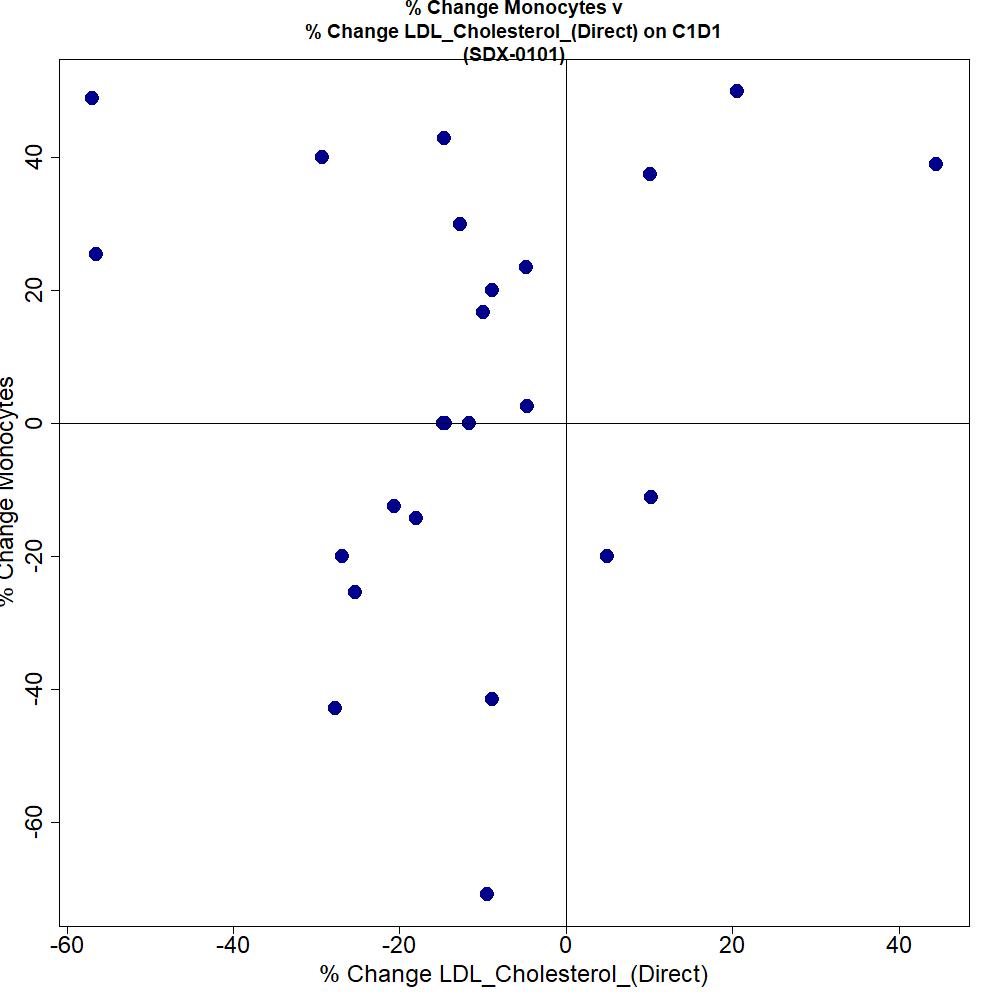 % Change Monocytes v
% Change LDL_Cholesterol_(Direct) on C1D1
(SDX-0101)
% Change Monocytes
40
20
0
-20
-40
-60
-60
-40
-20
0
20
40
% Change LDL_Cholesterol_(Direct)